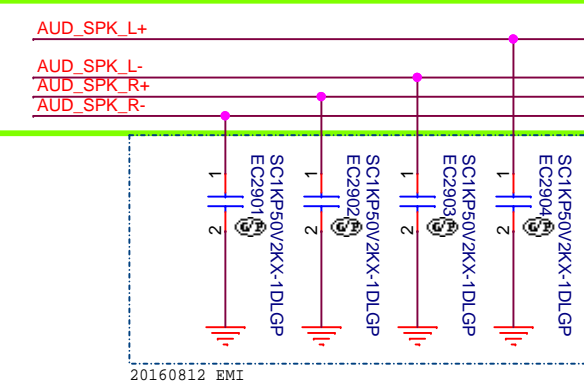 AUD_SPK_L+
AUD_SPK_L-
AUD_SPK_R+
AUD_SPK_R-
1
2
EC2901
SC1KP50V2KX-1DLGP
1
2
EC2902
SC1KP50V2KX-1DLGP
1
2
EC2903
SC1KP50V2KX-1DLGP
1
2
EC2904
SC1KP50V2KX-1DLGP
20160812 EMI